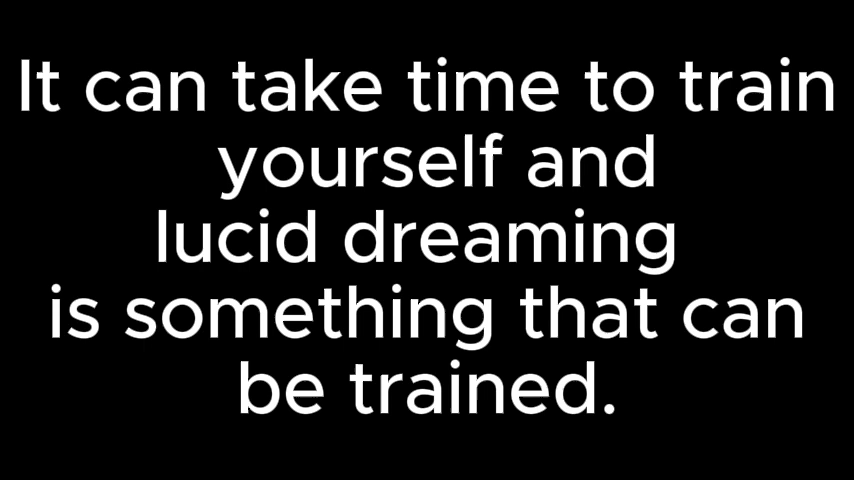 It can take time to train
yourself and
lucid dreaming
is something that can
be trained.